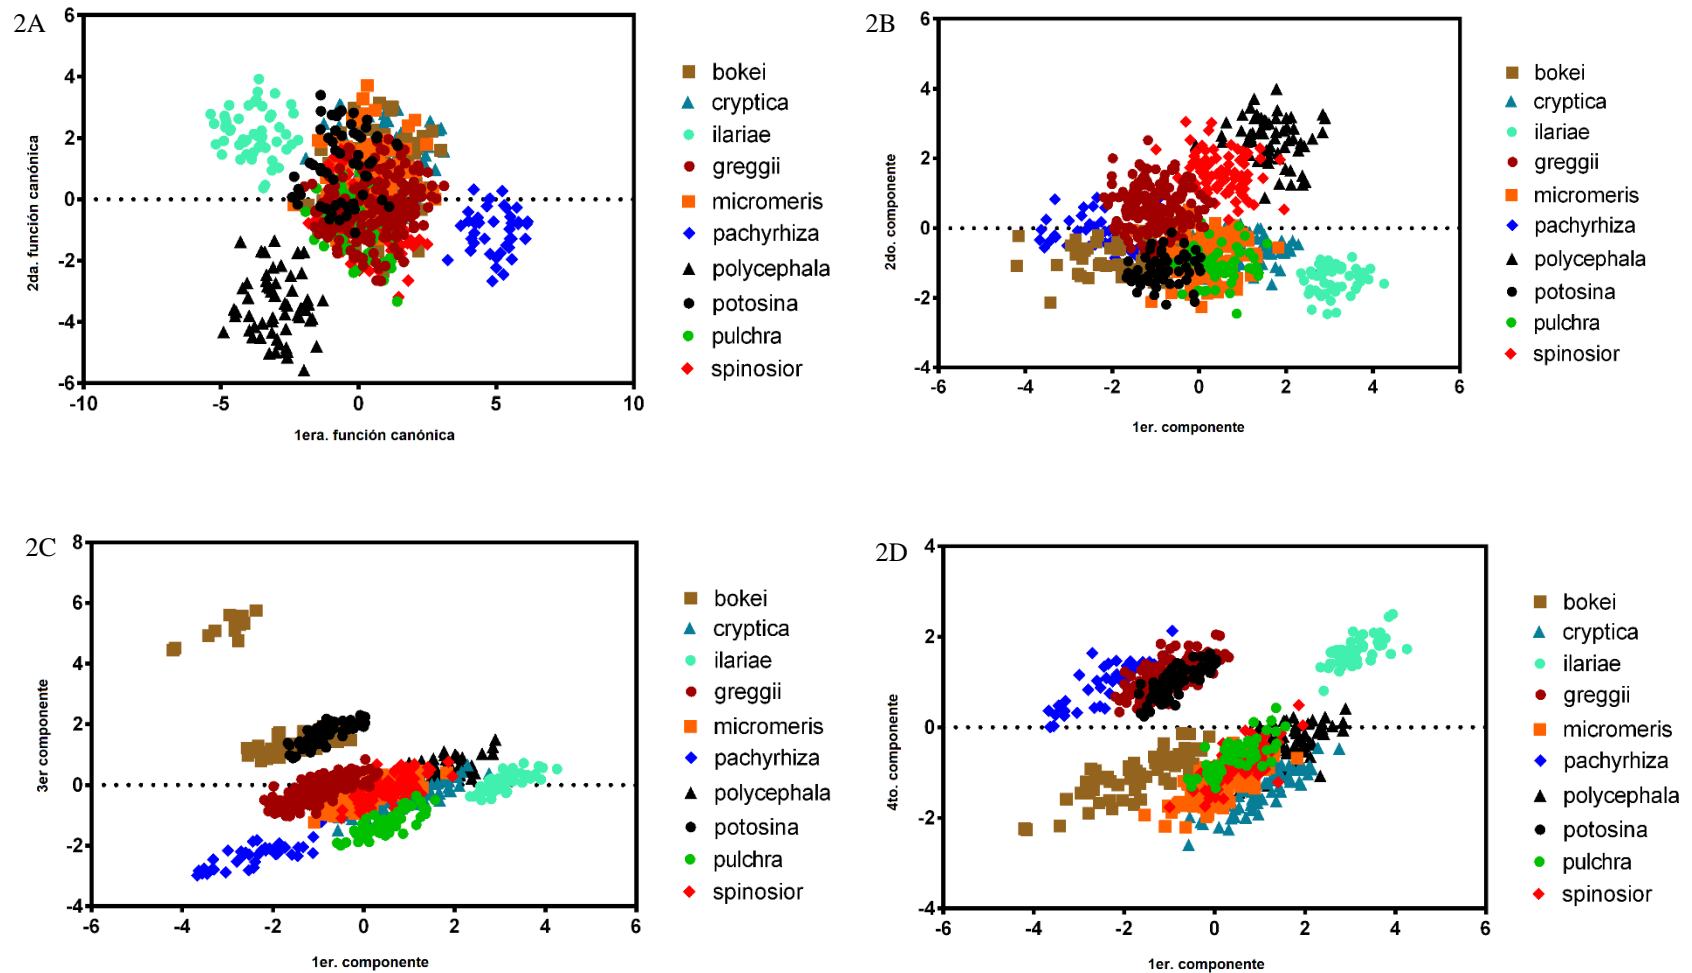 2A
6
4
2
0
-2
-4
-6
-10
-5
0
5
10
2da. función canónica
1era. función canónica
bokei
cryptica
ilariae
greggii
micromeris
pachyrhiza
polycephala
potosina
pulchra
spinosior
2B
6
4
2
0
-2
-4
-6
-4
-2
0
2
4
6
2do. componente
1er. componente
bokei
cryptica
ilariae
greggii
micromeris
pachyrhiza
polycephala
potosina
pulchra
spinosior
2C
8
6
4
2
0
-2
-4
-6
-4
-2
0
2
4
6
3er componente
1er. componente
bokei
cryptica
ilariae
greggii
micromeris
pachyrhiza
polycephala
potosina
pulchra
spinosior
2D
4
2
0
-2
-4
-6
-4
-2
0
2
4
6
4to. componente
1er. componente
bokei
cryptica
ilariae
greggii
micromeris
pachyrhiza
polycephala
potosina
pulchra
spinosior